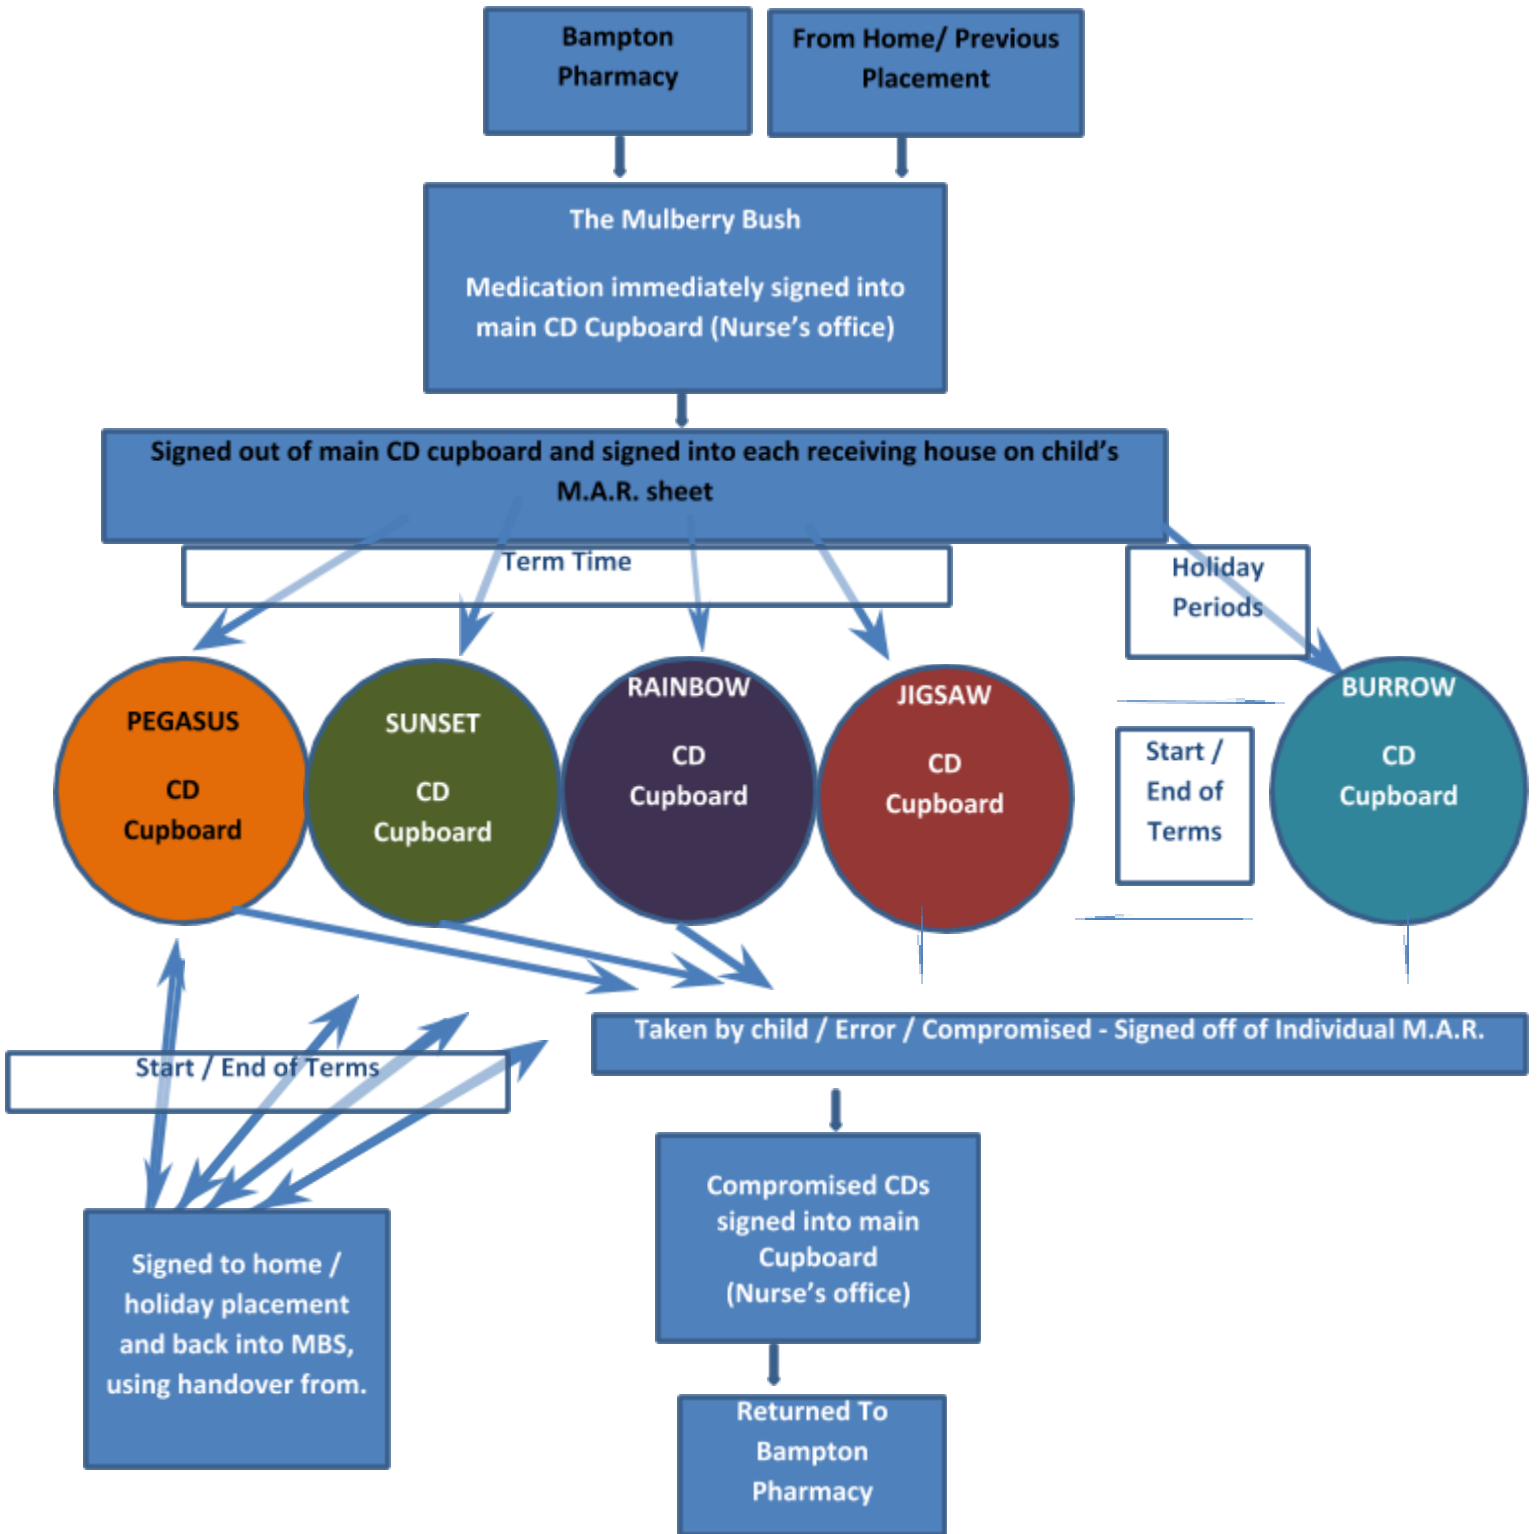 Bampton
Pharmacy
From Home/ Previous
Placement
The Mulberry Bush
Medication immediately signed into
main CD Cupboard (Nurse's office)
Signed out of main CD cupboard and signed into each receiving house on child's
M.A.R. sheet
Term Time
Holiday
Periods
PEGASUS
CD
Cupboard
SUNSET
CD
Cupboard
RAINBOW
CD
Cupboard
JIGSAW
CD
Cupboard
Start /
End of
Terms
BURROW
CD
Cupboard
Taken by child / Error / Compromised - Signed off of Individual M.A.R.
Start / End of Terms
Compromised CDs
signed into main
Cupboard
(Nurse's office)
Signed to home /
holiday placement
and back into MBS,
using handover from.
Returned To
Bampton
Pharmacy